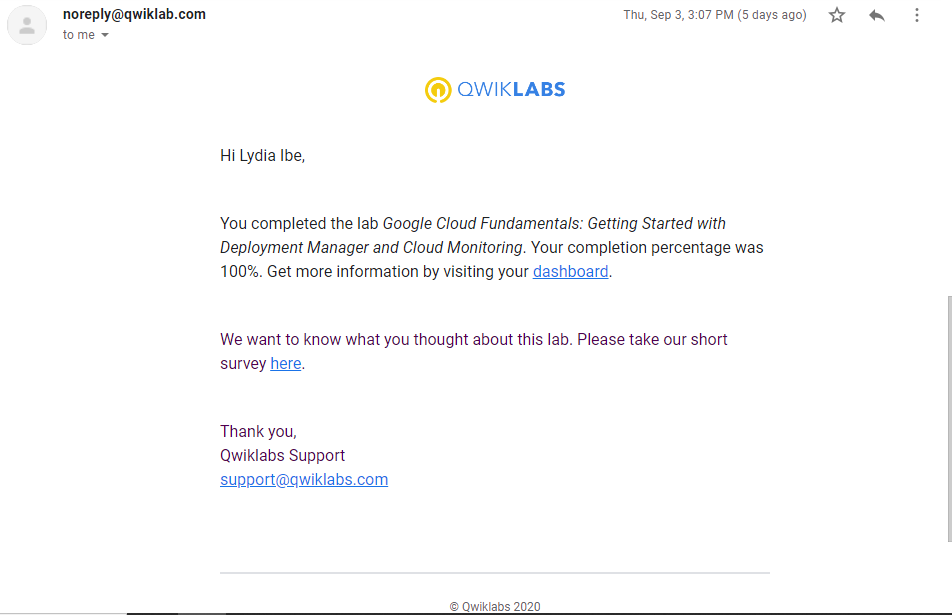 noreply@qwiklab.com
Thu, Sep 3, 3:07 PM (5 days ago)
to me
QWIKLABS
Hi Lydia Ibe,
You completed the lab Google Cloud Fundamentals: Getting Started with
Deployment Manager and Cloud Monitoring. Your completion percentage was
100%. Get more information by visiting your dashboard.
We want to know what you thought about this lab. Please take our short
survey here.
Thank you,
Qwiklabs Support
support@qwiklabs.com
© Qwiklabs 2020